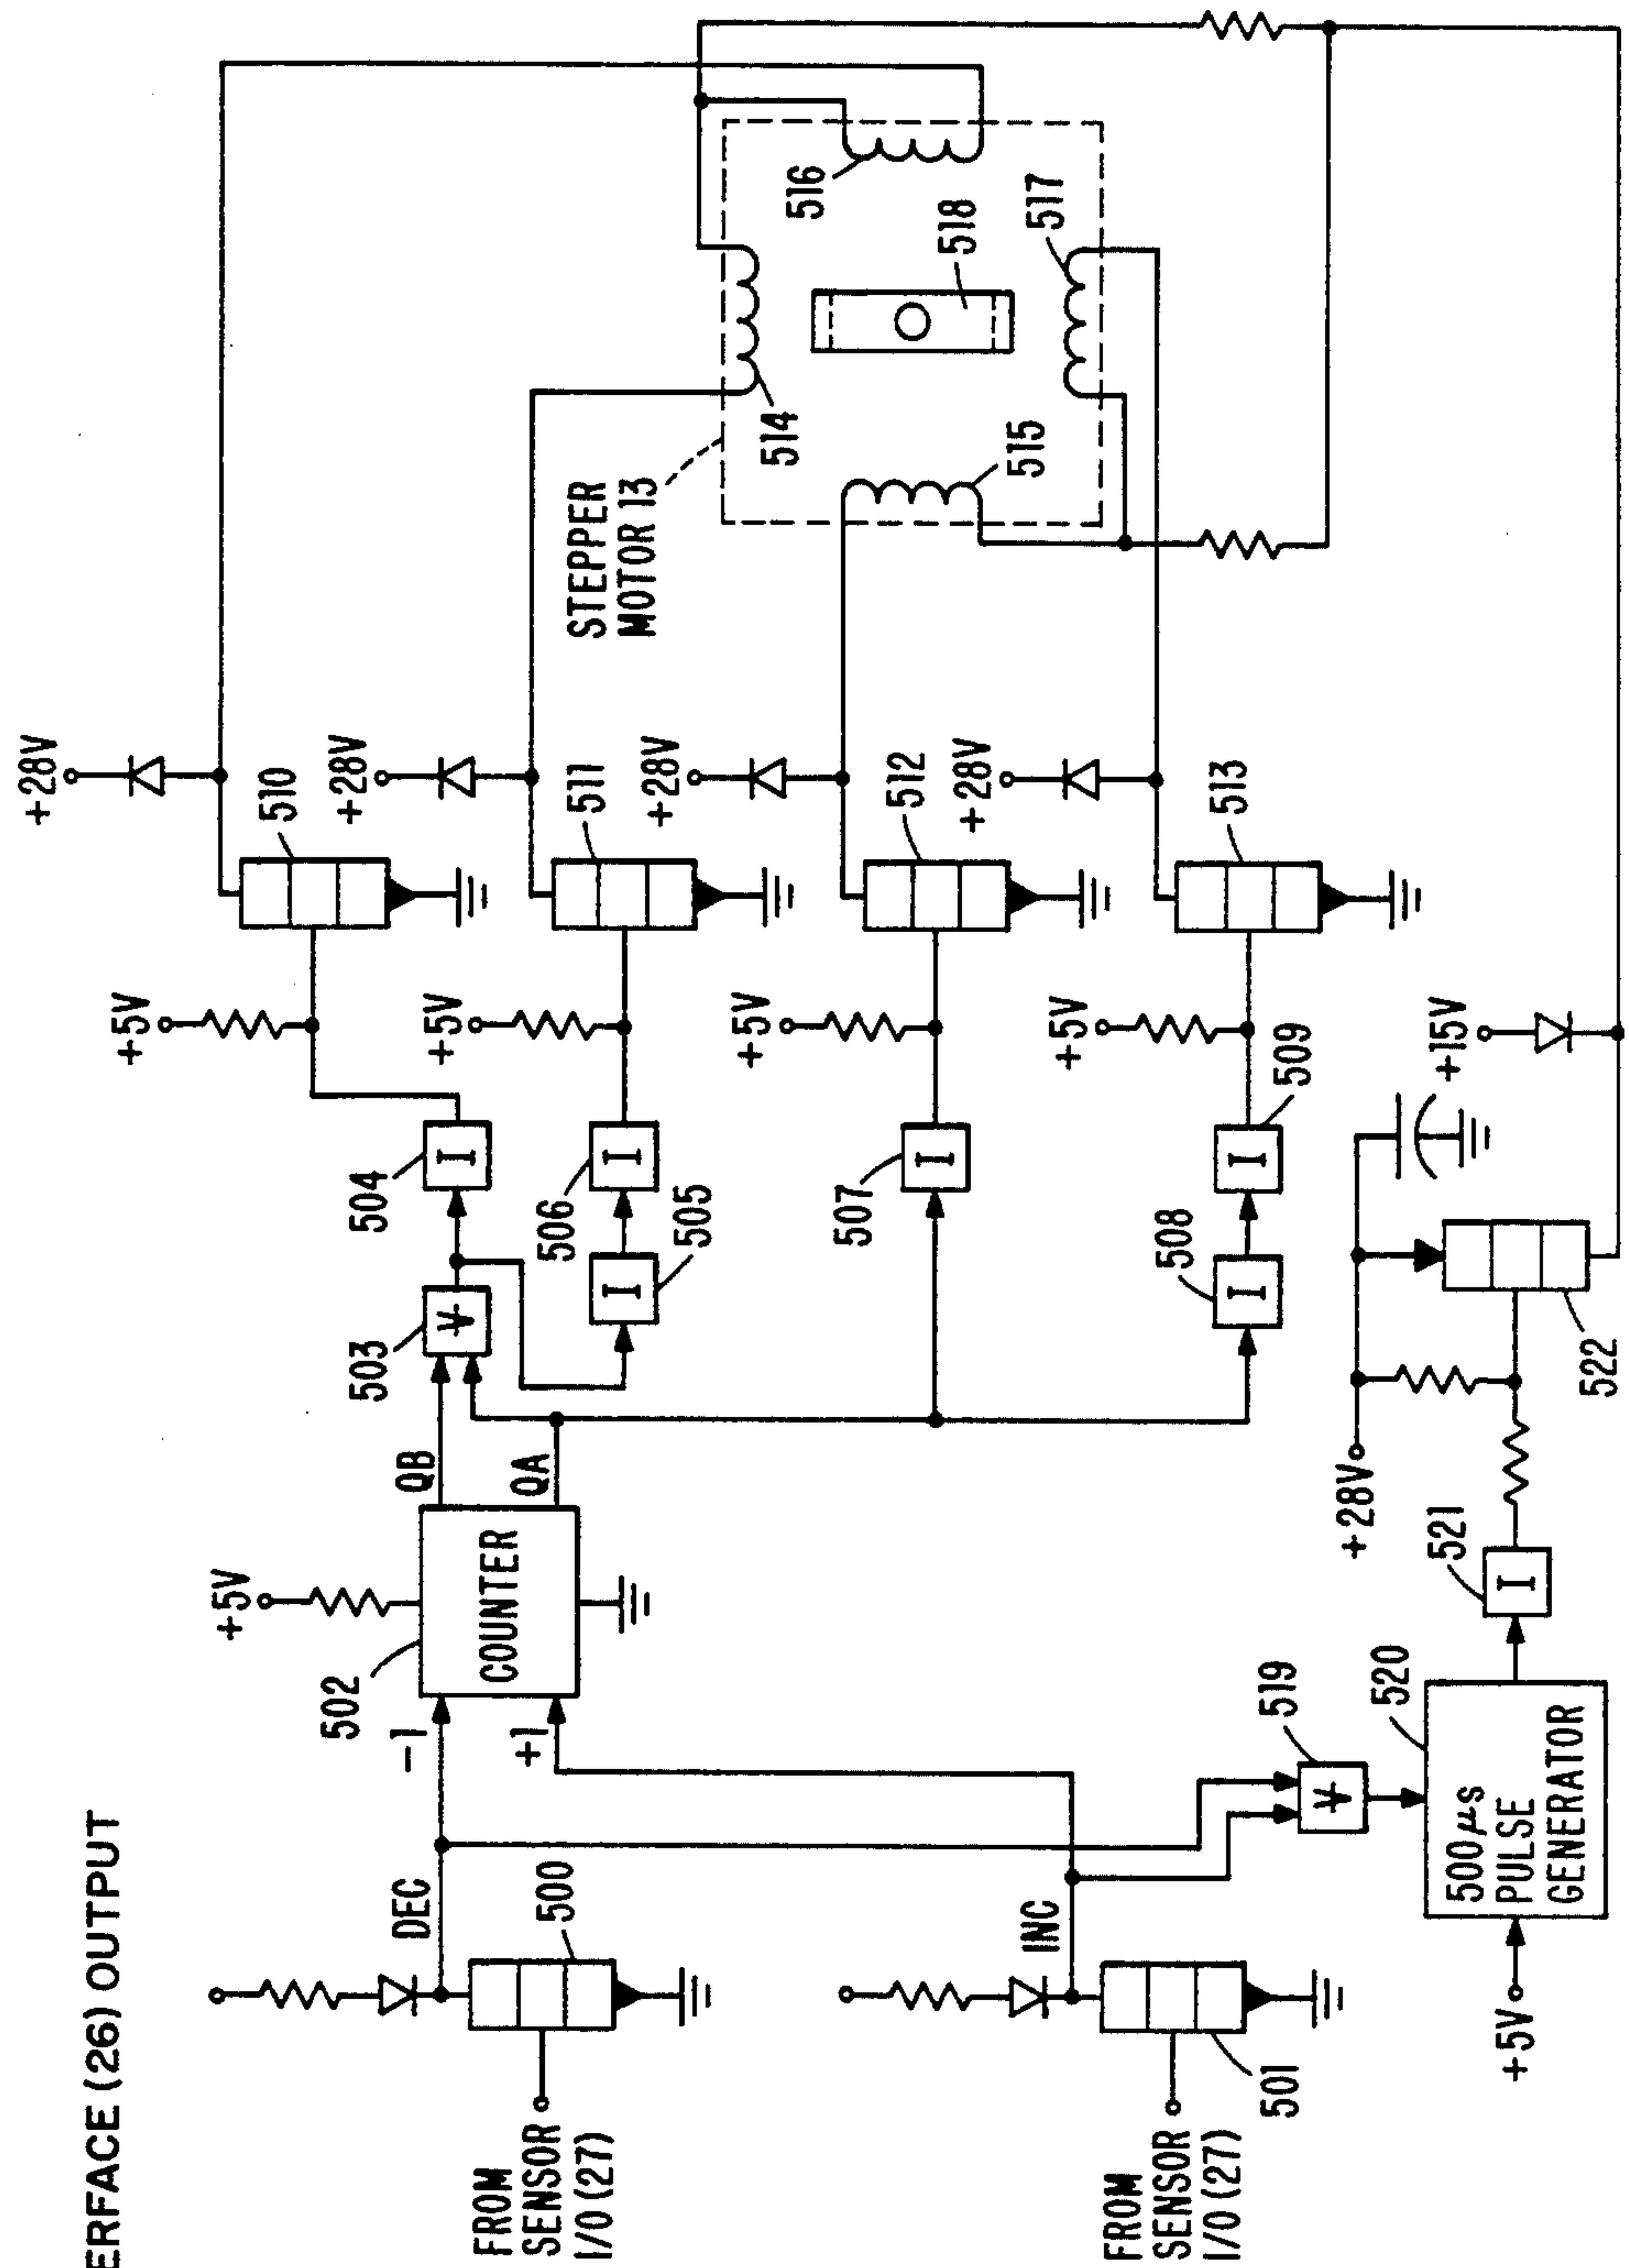 ERFACE (26) OUTPUT
+28V
510
+28V
511
+28V
512
+28V
513
STEPPER
MOTOR 13
514
515
516
517
518
+5V
504
I
+5V
506
I
505
I
+5V
507
I
+5V
509
I
508
I
503
V
QB
QA
+5V
502
COUNTER
-1
+1
DEC
500
FROM
SENSOR
I/O (27)
INC
501
FROM
SENSOR
I/O (27)
519
V
520
500μs
PULSE
GENERATOR
+5V
521
I
+28V
522
+15V